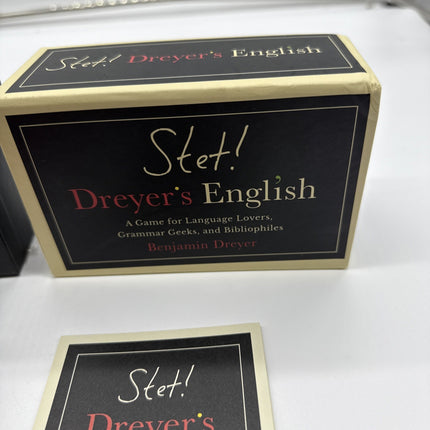 Stet! Dreyer's English
Stet!
Dreyer's English
A Game for Language Lovers,
Grammar Geeks, and Bibliophiles
Benjamin Dreyer
Stet!
Dreyer's